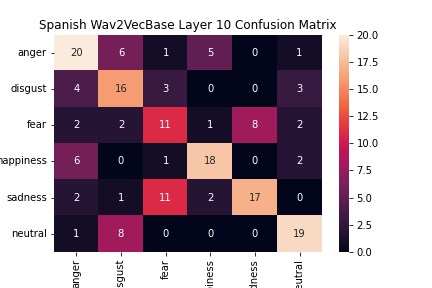 Spanish Wav2VecBase Layer 10 Confusion Matrix
anger 20 6 1 5 0 1
disgust 4 16 3 0 0 3
fear 2 2 11 1 8 2
happiness 6 0 1 18 0 2
sadness 2 1 11 2 17 0
neutral 1 8 0 0 0 19
anger sgust fear piness dness eutral
20.0
17.5
15.0
12.5
10.0
7.5
5.0
2.5
0.0